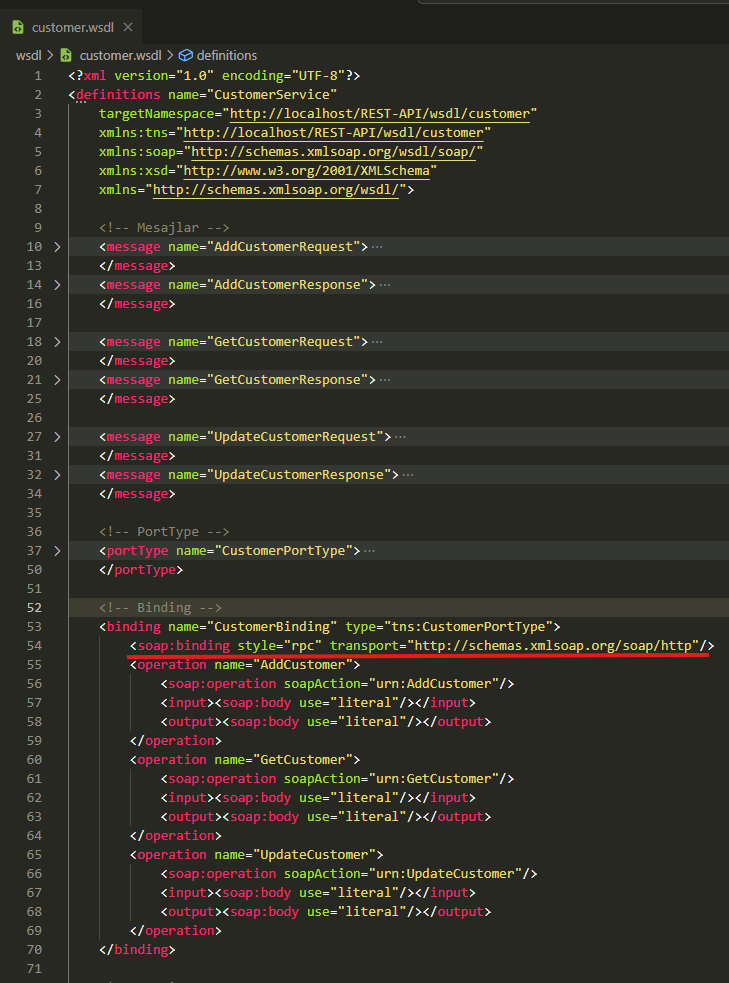 customer.wsdl
wsdl > customer.wsdl > definitions
1 <?xml version="1.0" encoding="UTF-8"?>
2 <definitions name="CustomerService"
3 targetNamespace="http://localhost/REST-API/wsdl/customer"
4 xmlns:tns="http://localhost/REST-API/wsdl/customer"
5 xmlns:soap="http://schemas.xmlsoap.org/wsdl/soap/"
6 xmlns:xsd="http://www.w3.org/2001/XMLSchema"
7 xmlns="http://schemas.xmlsoap.org/wsdl/">
8
9 <!-- Mesajlar -->
10 <message name="AddCustomerRequest">···
13 </message>
14 <message name="AddCustomerResponse">···
16 </message>
17
18 <message name="GetCustomerRequest">···
20 </message>
21 <message name="GetCustomerResponse">···
25 </message>
26
27 <message name="UpdateCustomerRequest">···
31 </message>
32 <message name="UpdateCustomerResponse">···
34 </message>
35
36 <!-- PortType -->
37 <portType name="CustomerPortType">···
50 </portType>
51
52 <!-- Binding -->
53 <binding name="CustomerBinding" type="tns:CustomerPortType">
54 <soap:binding style="rpc" transport="http://schemas.xmlsoap.org/soap/http"/>
55 <operation name="AddCustomer">
56 <soap:operation soapAction="urn:AddCustomer"/>
57 <input><soap:body use="literal"/></input>
58 <output><soap:body use="literal"/></output>
59 </operation>
60 <operation name="GetCustomer">
61 <soap:operation soapAction="urn:GetCustomer"/>
62 <input><soap:body use="literal"/></input>
63 <output><soap:body use="literal"/></output>
64 </operation>
65 <operation name="UpdateCustomer">
66 <soap:operation soapAction="urn:UpdateCustomer"/>
67 <input><soap:body use="literal"/></input>
68 <output><soap:body use="literal"/></output>
69 </operation>
70 </binding>
71